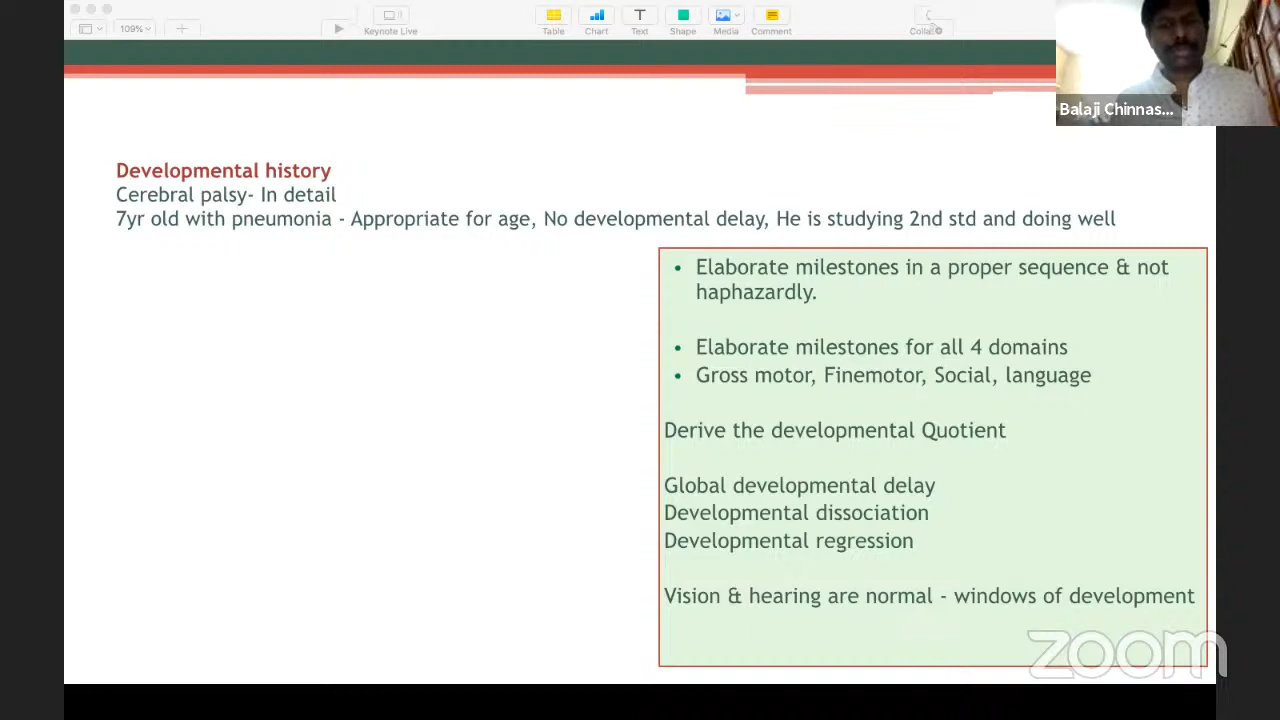 109%
Keynote Live
Table
Chart
Text
Shape
Media
Comment
Balaji Chinnas...
Developmental history
Cerebral palsy- In detail
7yr old with pneumonia - Appropriate for age, No developmental delay, He is studying 2nd std and doing well
• Elaborate milestones in a proper sequence & not
haphazardly.
• Elaborate milestones for all 4 domains
• Gross motor, Finemotor, Social, language
Derive the developmental Quotient
Global developmental delay
Developmental dissociation
Developmental regression
Vision & hearing are normal - windows of development
zoom